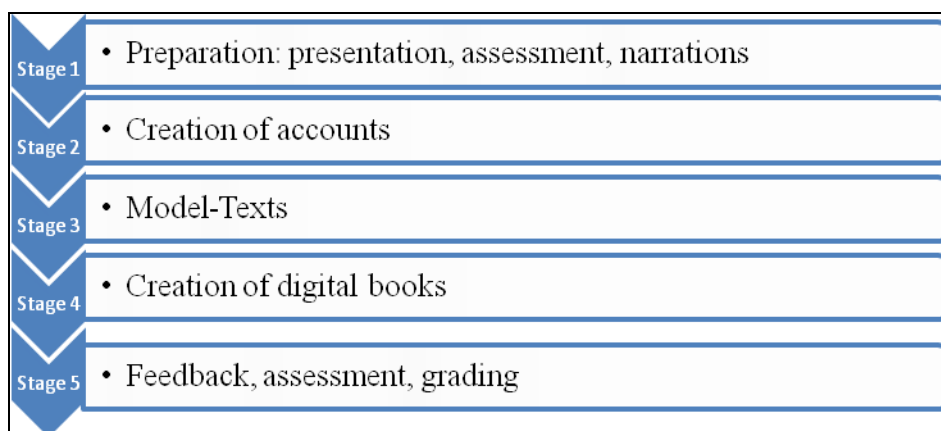 Stage 1
• Preparation: presentation, assessment, narrations
Stage 2
• Creation of accounts
Stage 3
• Model-Texts
Stage 4
• Creation of digital books
Stage 5
• Feedback, assessment, grading